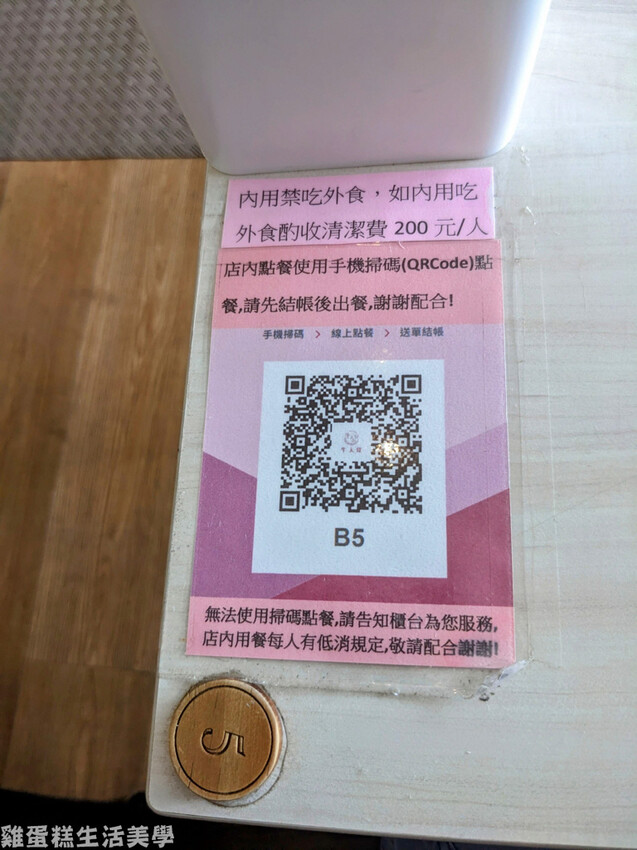 內用禁吃外食，如內用吃
外食酌收清潔費 200 元/人
店內點餐使用手機掃碼(QRCode)點
餐,請先結帳後出餐,謝謝配合!
手機掃碼 > 線上點餐 > 送單結帳
B5
無法使用掃碼點餐,請告知櫃台為您服務,
店內用餐每人有低消規定,敬請配合謝謝!
5
雞蛋糕生活美學